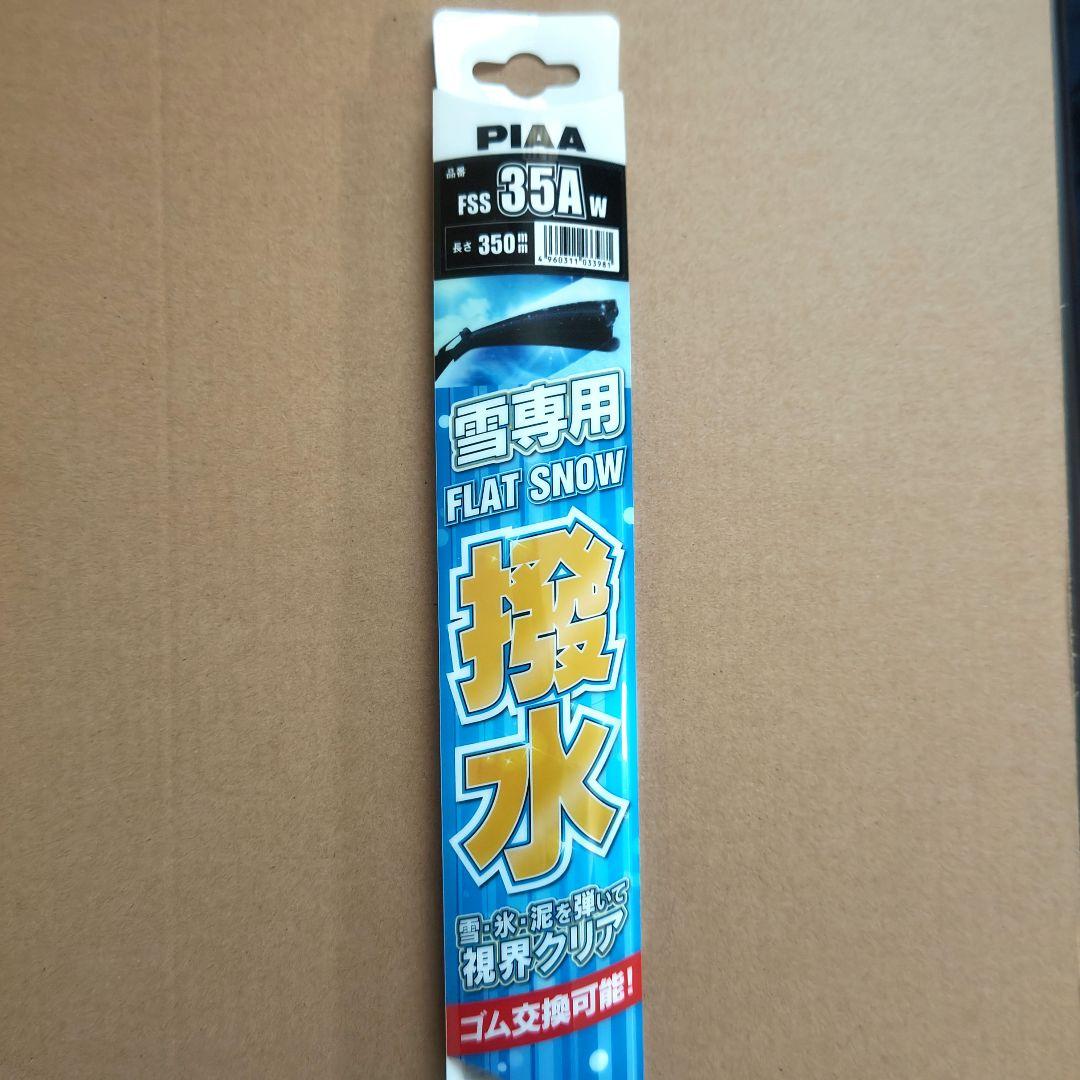 PIAA
品番
FSS 35A W
長さ 350mm
4 960311 033981
雪専用
FLAT SNOW
撥水
雪・氷・泥を弾いて
視界クリア
ゴム交換可能!